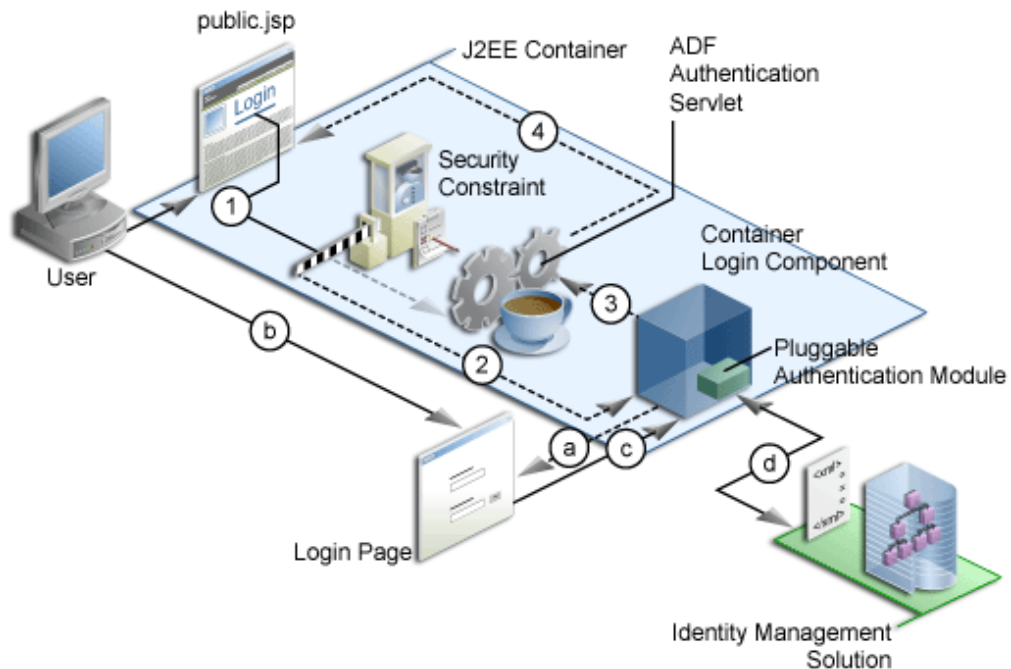 public.jsp
J2EE Container
ADF
Authentication
Servlet
Login
4
Security
Constraint
1
User
Container
Login Component
3
b
2
Pluggable
Authentication Module
a
c
d
<xml>
</xml>
Login Page
Identity Management
Solution